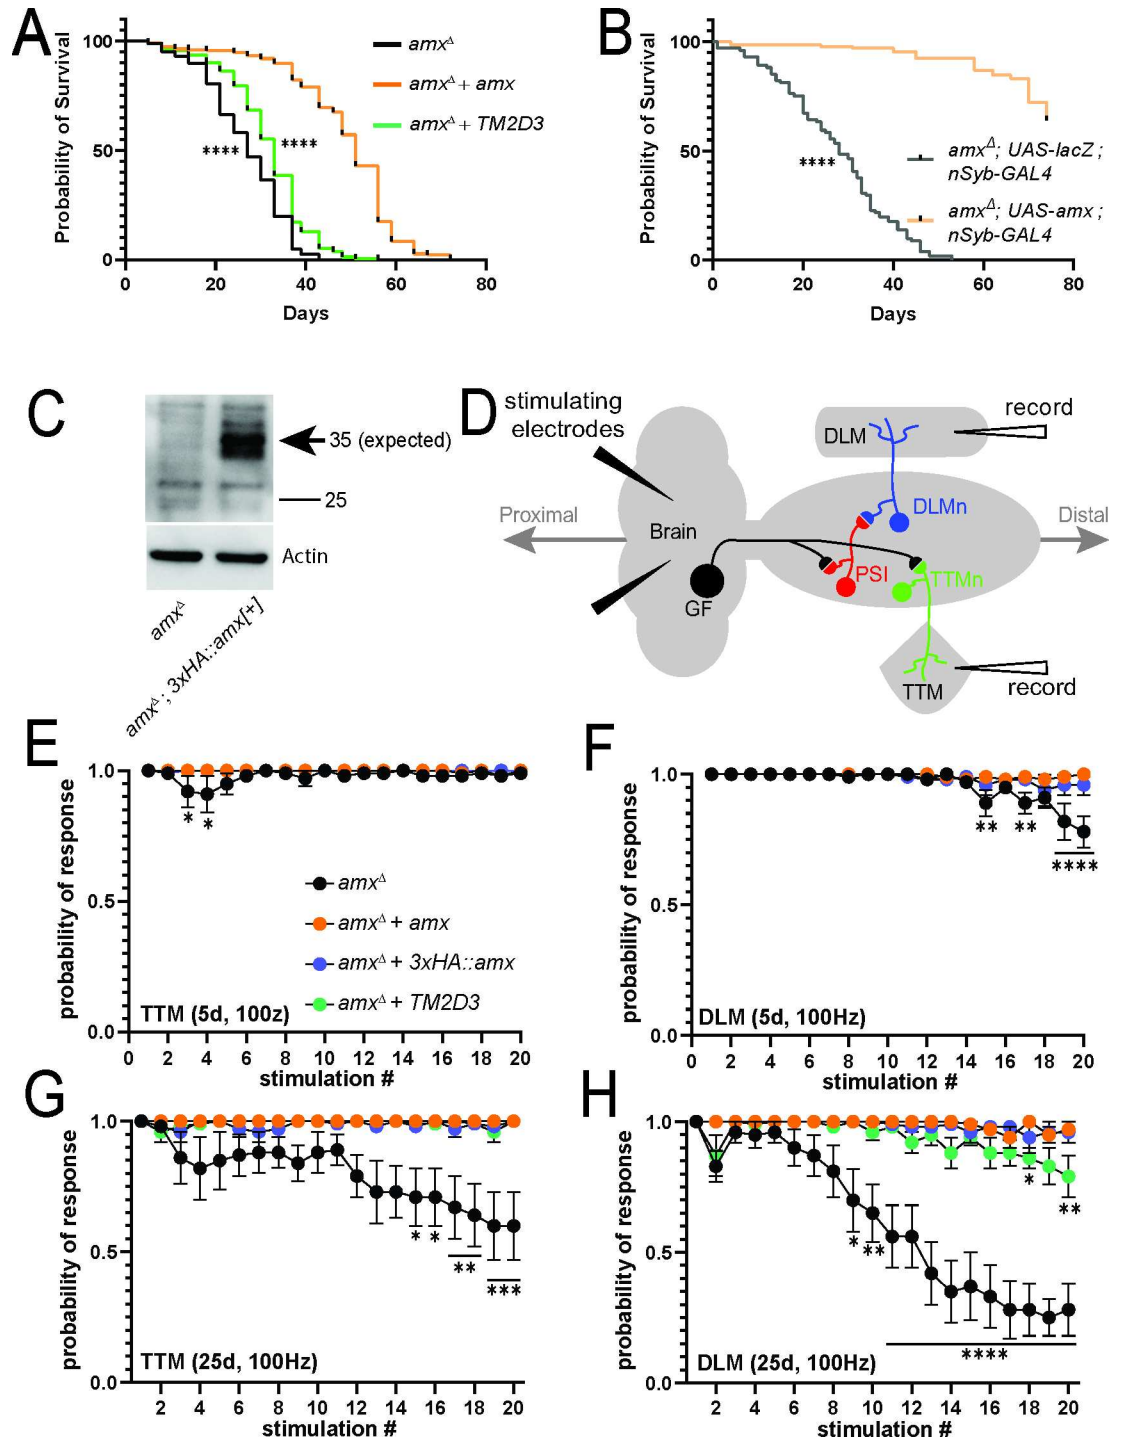 A
Probability of Survival
100
50
0
0 20 40 60 80
Days
****
****
amxΔ
amxΔ + amx
amxΔ + TM2D3
B
Probability of Survival
100
50
0
0 20 40 60 80
Days
****
amxΔ; UAS-lacZ ;
nSyb-GAL4
amxΔ; UAS-amx ;
nSyb-GAL4
C
35 (expected)
25
Actin
amxΔ
amxΔ; 3xHA::amx[+]
D
stimulating
electrodes
record
DLM
Proximal
Brain
DLMn
Distal
PSI
TTMn
GF
TTM
record
E
probability of response
1.0
0.5
0.0
* *
amxΔ
amxΔ + amx
amxΔ + 3xHA::amx
amxΔ + TM2D3
TTM (5d, 100z)
0 2 4 6 8 10 12 14 16 18 20
stimulation #
F
probability of response
1.0
0.5
0.0
** **
****
DLM (5d, 100Hz)
0 2 4 6 8 10 12 14 16 18 20
stimulation #
G
probability of response
1.0
0.5
0.0
* *
**
***
TTM (25d, 100Hz)
2 4 6 8 10 12 14 16 18 20
stimulation #
H
probability of response
1.0
0.5
0.0
*
**
* **
****
DLM (25d, 100Hz)
2 4 6 8 10 12 14 16 18 20
stimulation #